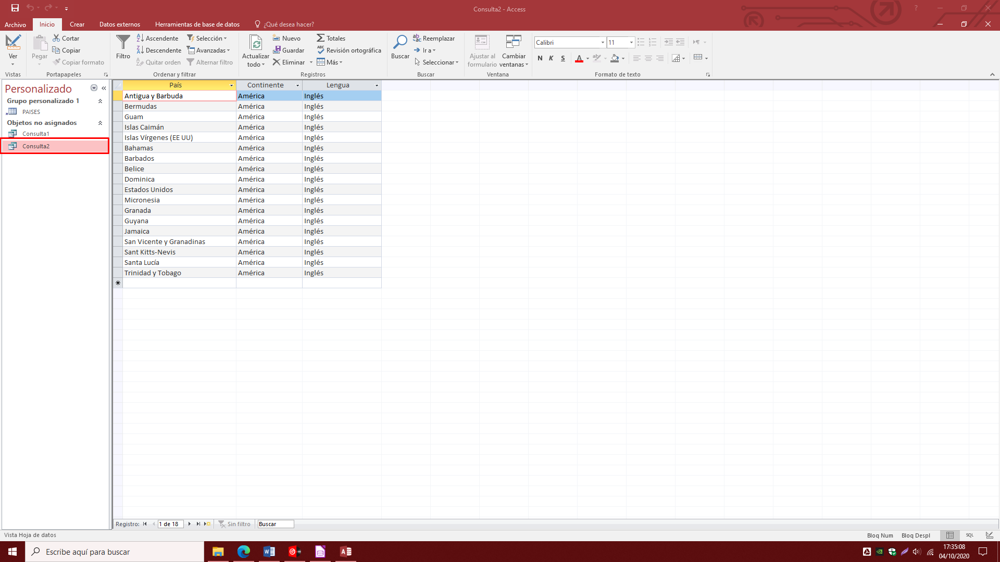 Consulta2 - Access
Archivo Inicio Crear Datos externos Herramientas de base de datos ¿Qué desea hacer?
Ver
Vistas
Pegar
Cortar
Copiar
Copiar formato
Portapapeles
Filtro
Ascendente
Descendente
Quitar orden
Selección
Avanzadas
Alternar filtro
Ordenar y filtrar
Actualizar
todo
Nuevo
Guardar
Eliminar
Totales
Revisión ortográfica
Más
Registros
Buscar
Reemplazar
Ir a
Seleccionar
Buscar
Ajustar al
formulario
Cambiar
ventanas
Ventana
Calibri 11
N K S
Formato de texto
Personalizado
Grupo personalizado 1
PAISES
Objetos no asignados
Consulta1
Consulta2
País Continente Lengua
Antigua y Barbuda América Inglés
Bermudas América Inglés
Guam América Inglés
Islas Caimán América Inglés
Islas Vírgenes (EE UU) América Inglés
Bahamas América Inglés
Barbados América Inglés
Belice América Inglés
Dominica América Inglés
Estados Unidos América Inglés
Micronesia América Inglés
Granada América Inglés
Guyana América Inglés
Jamaica América Inglés
San Vicente y Granadinas América Inglés
Sant Kitts-Nevis América Inglés
Santa Lucía América Inglés
Trinidad y Tobago América Inglés
Registro: 1 de 18 Sin filtro Buscar
Vista Hoja de datos Bloq Num Bloq Despl SQL
Escribe aquí para buscar
17:35:08
04/10/2020